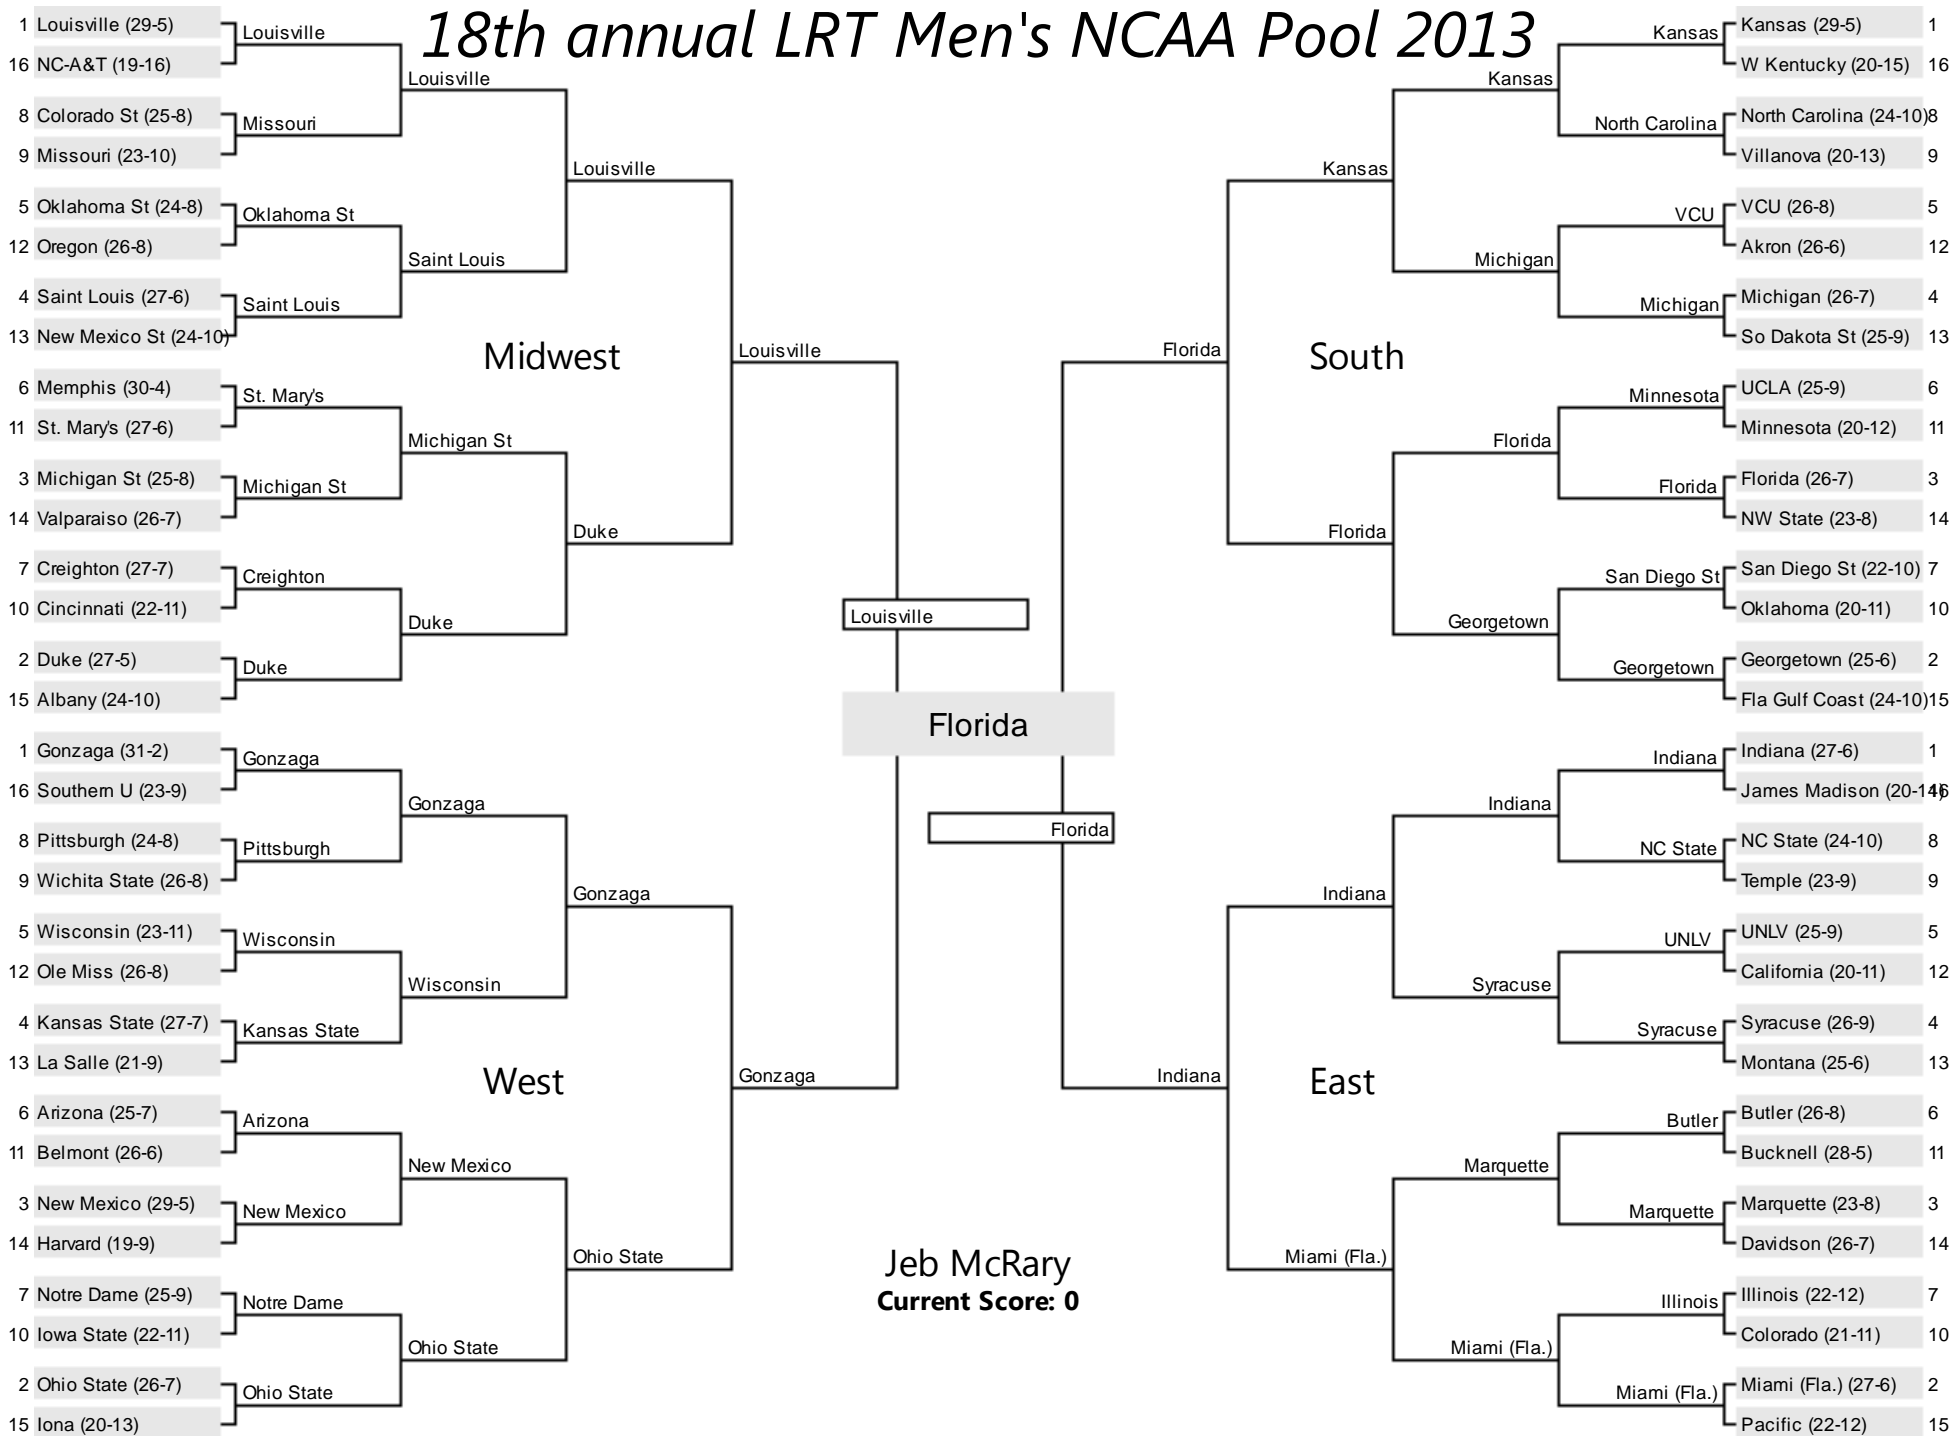 18th annual LRT Men's NCAA Pool 2013
1 Louisville (29-5)
16 NC-A&T (19-16)
8 Colorado St (25-8)
9 Missouri (23-10)
5 Oklahoma St (24-8)
12 Oregon (26-8)
4 Saint Louis (27-6)
13 New Mexico St (24-10)
6 Memphis (30-4)
11 St. Mary's (27-6)
3 Michigan St (25-8)
14 Valparaiso (26-7)
7 Creighton (27-7)
10 Cincinnati (22-11)
2 Duke (27-5)
15 Albany (24-10)
1 Gonzaga (31-2)
16 Southern U (23-9)
8 Pittsburgh (24-8)
9 Wichita State (26-8)
5 Wisconsin (23-11)
12 Ole Miss (26-8)
4 Kansas State (27-7)
13 La Salle (21-9)
6 Arizona (25-7)
11 Belmont (26-6)
3 New Mexico (29-5)
14 Harvard (19-9)
7 Notre Dame (25-9)
10 Iowa State (22-11)
2 Ohio State (26-7)
15 Iona (20-13)
Louisville
Missouri
Oklahoma St
Saint Louis
St. Mary's
Michigan St
Creighton
Duke
Gonzaga
Pittsburgh
Wisconsin
Kansas State
Arizona
New Mexico
Notre Dame
Ohio State
Louisville
Saint Louis
Michigan St
Duke
Gonzaga
Wisconsin
New Mexico
Ohio State
Louisville
Duke
Gonzaga
Ohio State
Midwest
West
Louisville
Gonzaga
Louisville
Florida
Florida
Jeb McRary
Current Score: 0
Florida
Indiana
South
East
Kansas
Florida
Indiana
Miami (Fla.)
Kansas
Michigan
Florida
Georgetown
Indiana
Syracuse
Marquette
Miami (Fla.)
Kansas
North Carolina
VCU
Michigan
Minnesota
Florida
San Diego St
Georgetown
Indiana
NC State
UNLV
Syracuse
Butler
Marquette
Illinois
Miami (Fla.)
Kansas (29-5) 1
W Kentucky (20-15) 16
North Carolina (24-10) 8
Villanova (20-13) 9
VCU (26-8) 5
Akron (26-6) 12
Michigan (26-7) 4
So Dakota St (25-9) 13
UCLA (25-9) 6
Minnesota (20-12) 11
Florida (26-7) 3
NW State (23-8) 14
San Diego St (22-10) 7
Oklahoma (20-11) 10
Georgetown (25-6) 2
Fla Gulf Coast (24-10) 15
Indiana (27-6) 1
James Madison (20-14) 16
NC State (24-10) 8
Temple (23-9) 9
UNLV (25-9) 5
California (20-11) 12
Syracuse (26-9) 4
Montana (25-6) 13
Butler (26-8) 6
Bucknell (28-5) 11
Marquette (23-8) 3
Davidson (26-7) 14
Illinois (22-12) 7
Colorado (21-11) 10
Miami (Fla.) (27-6) 2
Pacific (22-12) 15